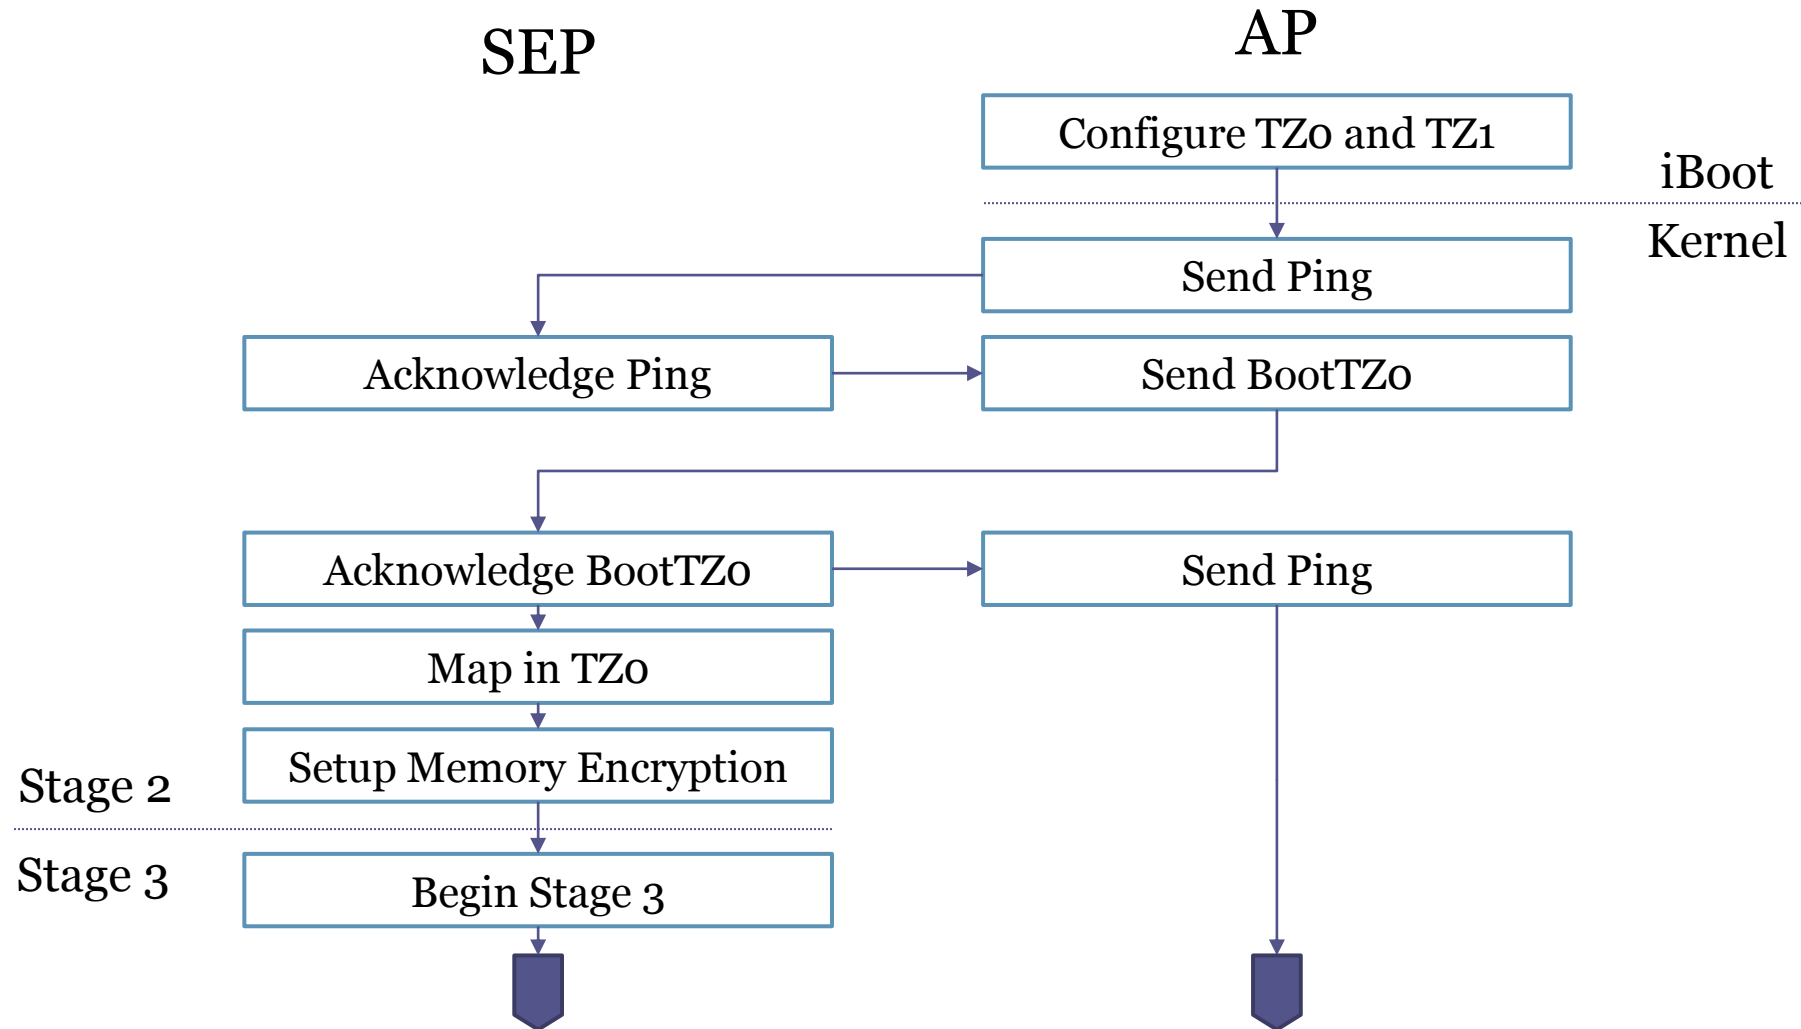 SEP
AP
Configure TZ0 and TZ1
iBoot
Kernel
Send Ping
Acknowledge Ping
Send BootTZ0
Acknowledge BootTZ0
Send Ping
Map in TZ0
Setup Memory Encryption
Stage 2
Stage 3
Begin Stage 3